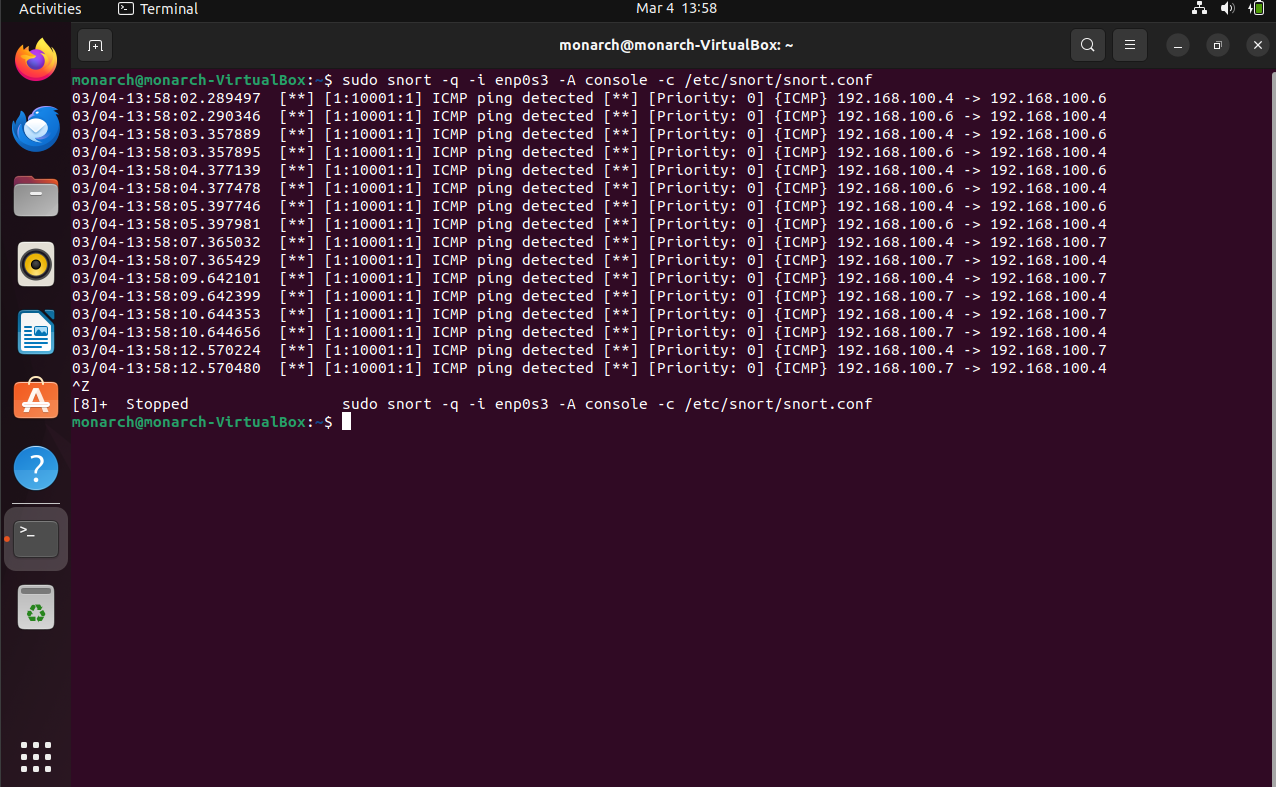 Activities
Terminal
Mar 4 13:58
monarch@monarch-VirtualBox: ~
monarch@monarch-VirtualBox:~$ sudo snort -q -i enp0s3 -A console -c /etc/snort/snort.conf
03/04-13:58:02.289497  [**] [1:10001:1] ICMP ping detected [**] [Priority: 0] {ICMP} 192.168.100.4 -> 192.168.100.6
03/04-13:58:02.290346  [**] [1:10001:1] ICMP ping detected [**] [Priority: 0] {ICMP} 192.168.100.6 -> 192.168.100.4
03/04-13:58:03.357889  [**] [1:10001:1] ICMP ping detected [**] [Priority: 0] {ICMP} 192.168.100.4 -> 192.168.100.6
03/04-13:58:03.357895  [**] [1:10001:1] ICMP ping detected [**] [Priority: 0] {ICMP} 192.168.100.6 -> 192.168.100.4
03/04-13:58:04.377139  [**] [1:10001:1] ICMP ping detected [**] [Priority: 0] {ICMP} 192.168.100.4 -> 192.168.100.6
03/04-13:58:04.377478  [**] [1:10001:1] ICMP ping detected [**] [Priority: 0] {ICMP} 192.168.100.6 -> 192.168.100.4
03/04-13:58:05.397746  [**] [1:10001:1] ICMP ping detected [**] [Priority: 0] {ICMP} 192.168.100.4 -> 192.168.100.6
03/04-13:58:05.397981  [**] [1:10001:1] ICMP ping detected [**] [Priority: 0] {ICMP} 192.168.100.6 -> 192.168.100.4
03/04-13:58:07.365032  [**] [1:10001:1] ICMP ping detected [**] [Priority: 0] {ICMP} 192.168.100.4 -> 192.168.100.7
03/04-13:58:07.365429  [**] [1:10001:1] ICMP ping detected [**] [Priority: 0] {ICMP} 192.168.100.7 -> 192.168.100.4
03/04-13:58:09.642101  [**] [1:10001:1] ICMP ping detected [**] [Priority: 0] {ICMP} 192.168.100.4 -> 192.168.100.7
03/04-13:58:09.642399  [**] [1:10001:1] ICMP ping detected [**] [Priority: 0] {ICMP} 192.168.100.7 -> 192.168.100.4
03/04-13:58:10.644353  [**] [1:10001:1] ICMP ping detected [**] [Priority: 0] {ICMP} 192.168.100.4 -> 192.168.100.7
03/04-13:58:10.644656  [**] [1:10001:1] ICMP ping detected [**] [Priority: 0] {ICMP} 192.168.100.7 -> 192.168.100.4
03/04-13:58:12.570224  [**] [1:10001:1] ICMP ping detected [**] [Priority: 0] {ICMP} 192.168.100.4 -> 192.168.100.7
03/04-13:58:12.570480  [**] [1:10001:1] ICMP ping detected [**] [Priority: 0] {ICMP} 192.168.100.7 -> 192.168.100.4
^Z
[8]+  Stopped                 sudo snort -q -i enp0s3 -A console -c /etc/snort/snort.conf
monarch@monarch-VirtualBox:~$